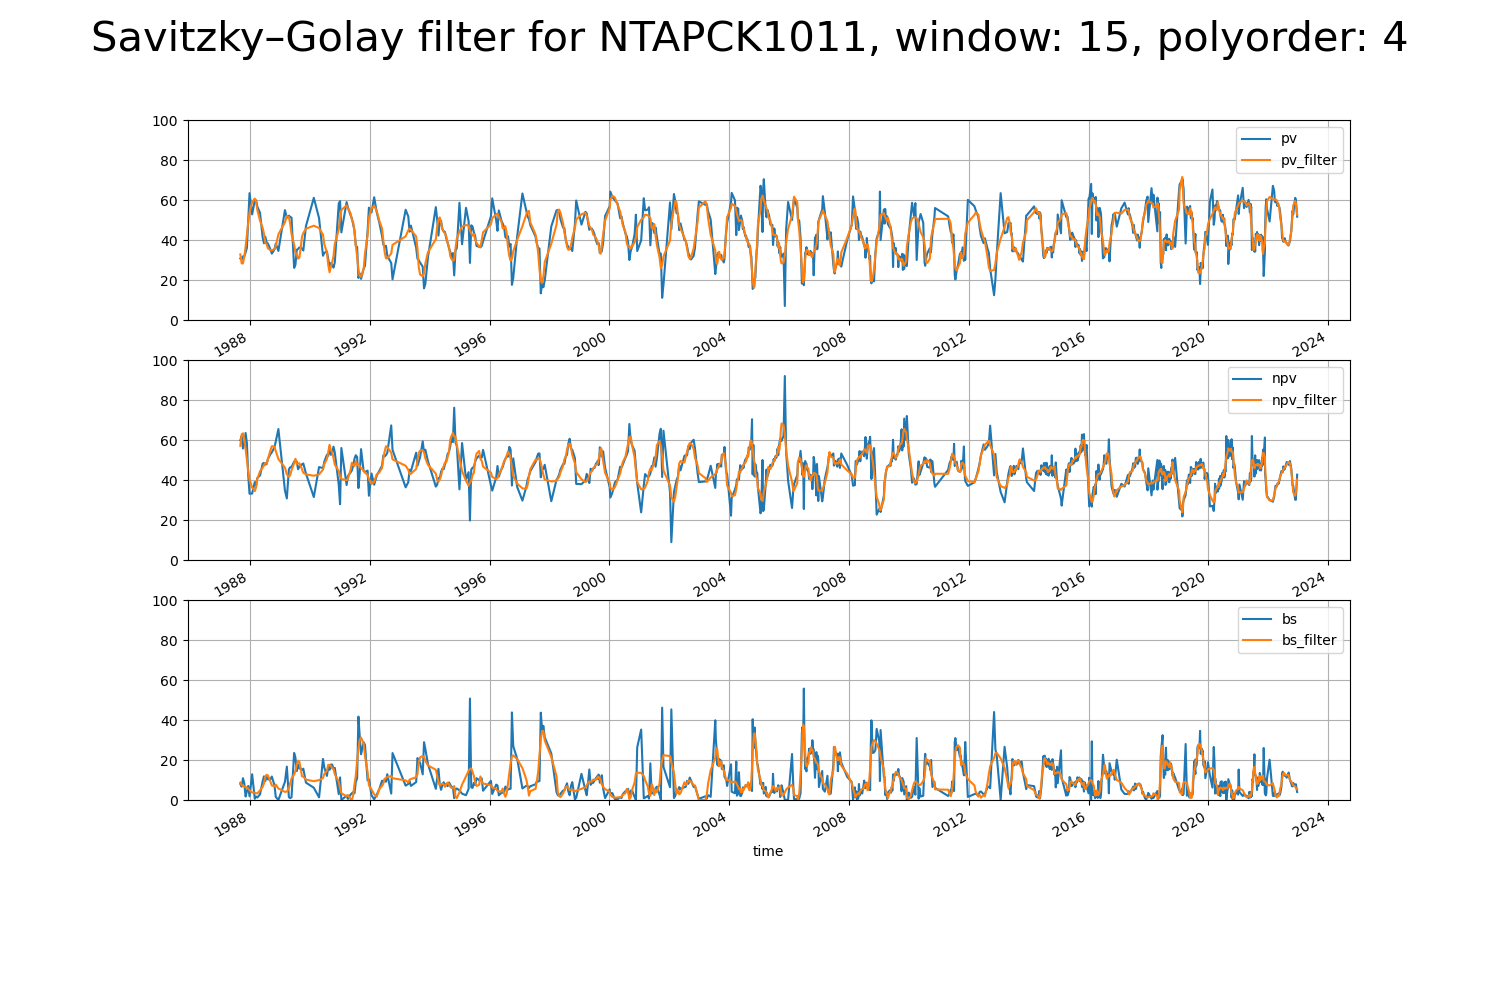 Savitzky–Golay filter for NTAPCK1011, window: 15, polyorder: 4
100
80
60
40
20
0
pv
pv_filter
1988 1992 1996 2000 2004 2008 2012 2016 2020 2024
100
80
60
40
20
0
npv
npv_filter
1988 1992 1996 2000 2004 2008 2012 2016 2020 2024
100
80
60
40
20
0
bs
bs_filter
1988 1992 1996 2000 2004 2008 2012 2016 2020 2024
time